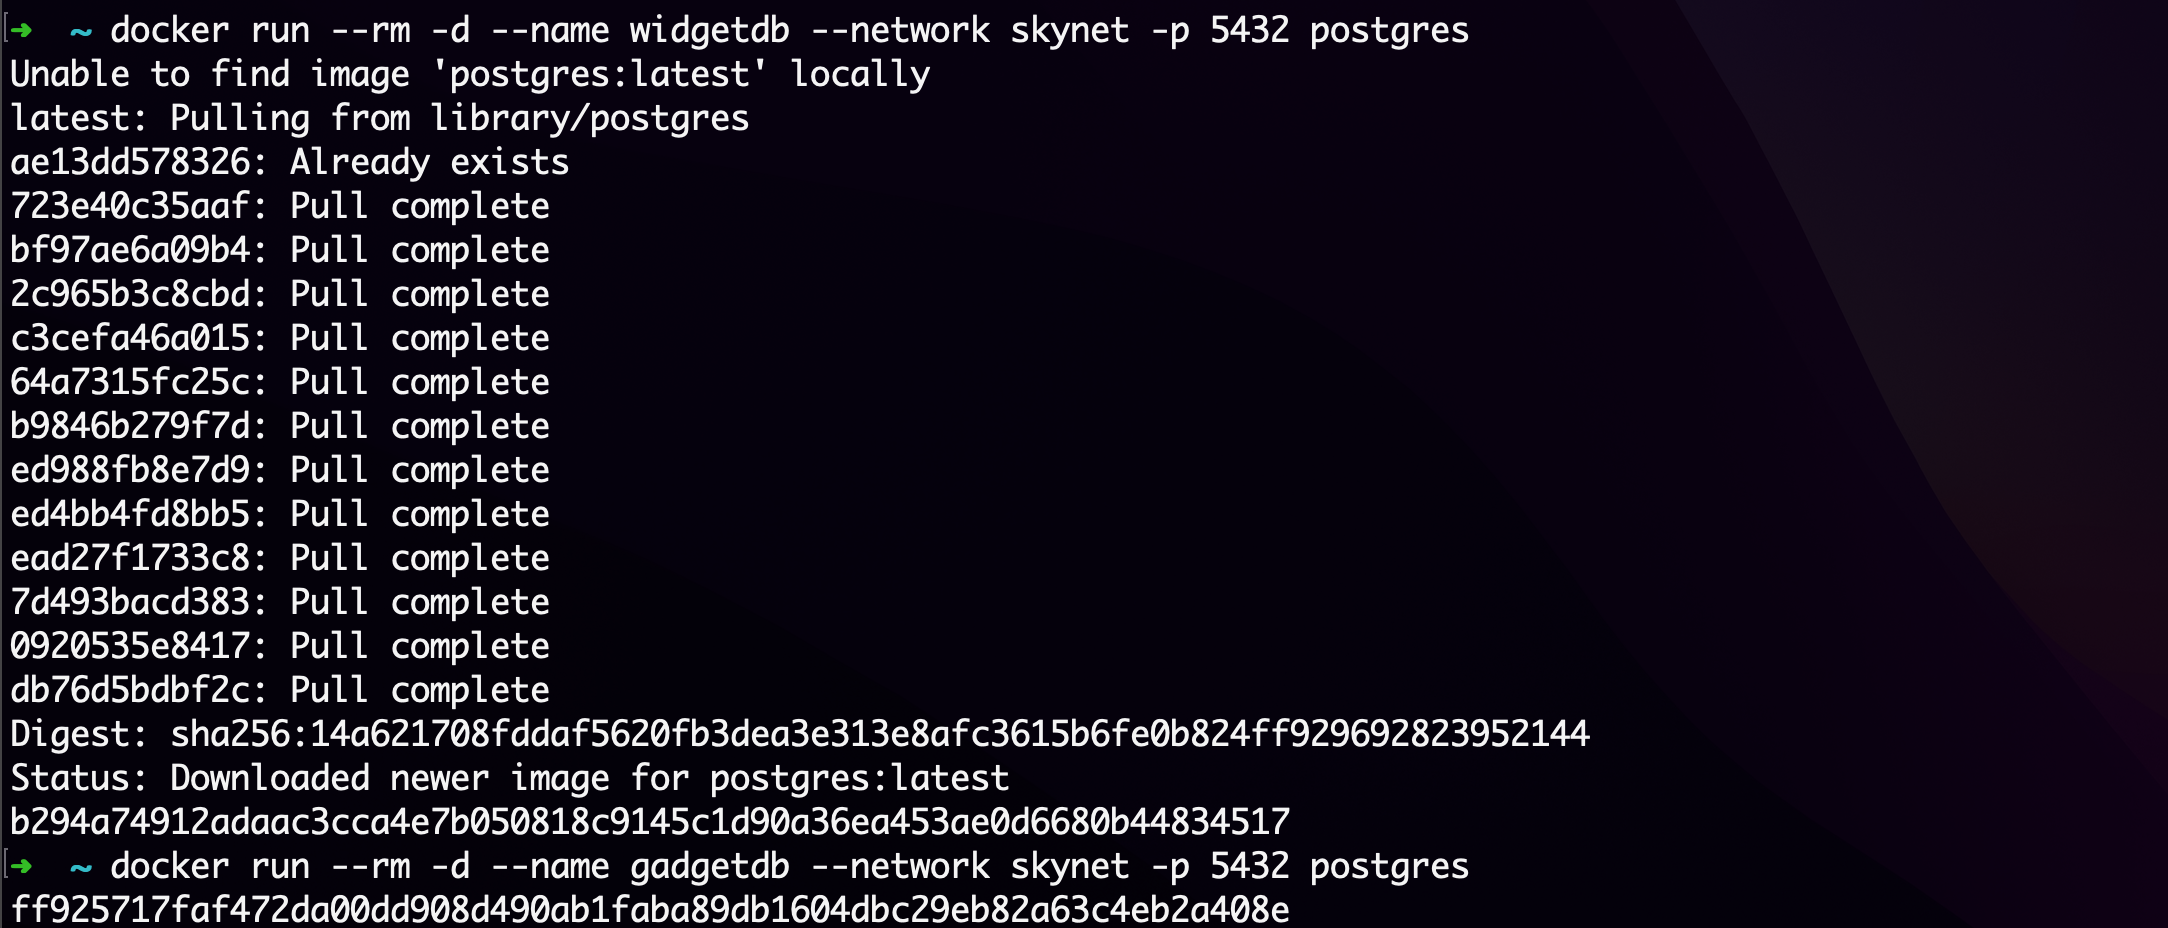 ➜  ~ docker run --rm -d --name widgetdb --network skynet -p 5432 postgres
Unable to find image 'postgres:latest' locally
latest: Pulling from library/postgres
ae13dd578326: Already exists
723e40c35aaf: Pull complete
bf97ae6a09b4: Pull complete
2c965b3c8cbd: Pull complete
c3cefa46a015: Pull complete
64a7315fc25c: Pull complete
b9846b279f7d: Pull complete
ed988fb8e7d9: Pull complete
ed4bb4fd8bb5: Pull complete
ead27f1733c8: Pull complete
7d493bacd383: Pull complete
0920535e8417: Pull complete
db76d5bdbf2c: Pull complete
Digest: sha256:14a621708fddaf5620fb3dea3e313e8afc3615b6fe0b824ff929692823952144
Status: Downloaded newer image for postgres:latest
b294a74912adaac3cca4e7b050818c9145c1d90a36ea453ae0d6680b44834517
➜  ~ docker run --rm -d --name gadgetdb --network skynet -p 5432 postgres
ff925717faf472da00dd908d490ab1faba89db1604dbc29eb82a63c4eb2a408e